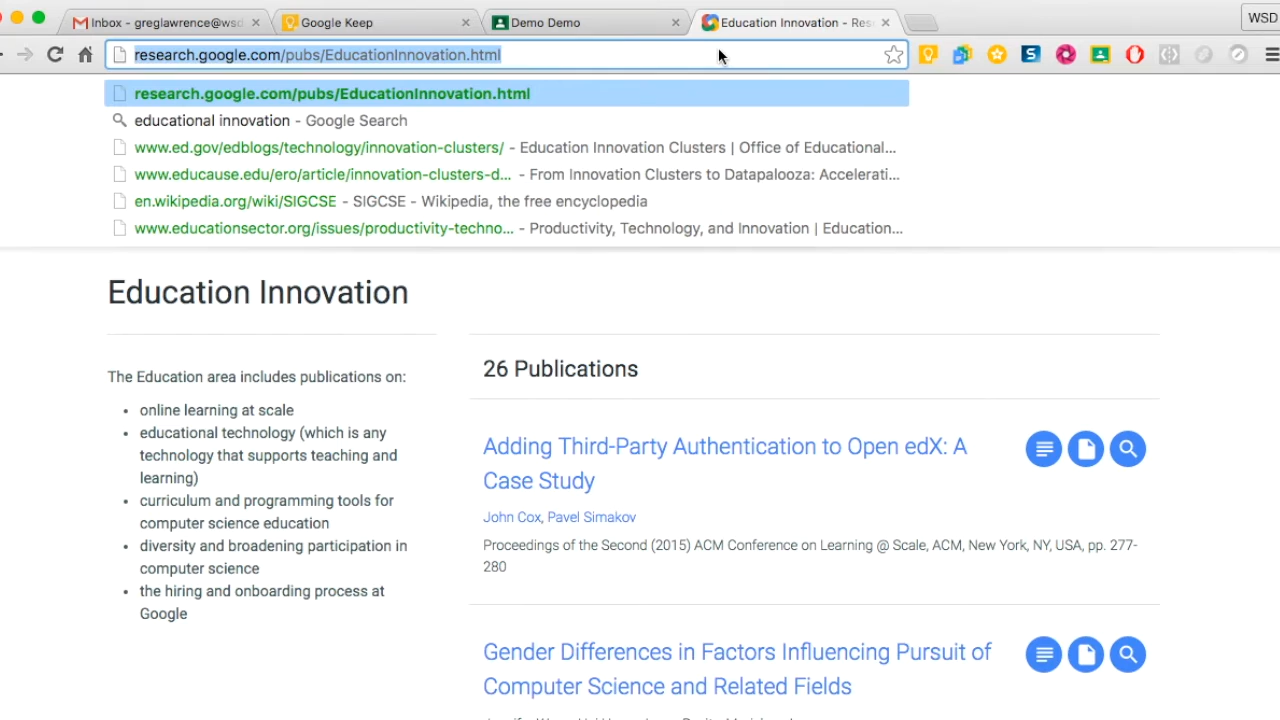 Inbox - greglawrence@wsd
Google Keep
Demo Demo
Education Innovation - Res
WSD
research.google.com/pubs/EducationInnovation.html
research.google.com/pubs/EducationInnovation.html
educational innovation - Google Search
www.ed.gov/edblogs/technology/innovation-clusters/ - Education Innovation Clusters | Office of Educational...
www.educause.edu/ero/article/innovation-clusters-d... - From Innovation Clusters to Datapalooza: Accelerati...
en.wikipedia.org/wiki/SIGCSE - SIGCSE - Wikipedia, the free encyclopedia
www.educationsector.org/issues/productivity-techno... - Productivity, Technology, and Innovation | Education...
Education Innovation
The Education area includes publications on:
• online learning at scale
• educational technology (which is any
technology that supports teaching and
learning)
• curriculum and programming tools for
computer science education
• diversity and broadening participation in
computer science
• the hiring and onboarding process at
Google
26 Publications
Adding Third-Party Authentication to Open edX: A
Case Study
John Cox, Pavel Simakov
Proceedings of the Second (2015) ACM Conference on Learning @ Scale, ACM, New York, NY, USA, pp. 277-
280
Gender Differences in Factors Influencing Pursuit of
Computer Science and Related Fields